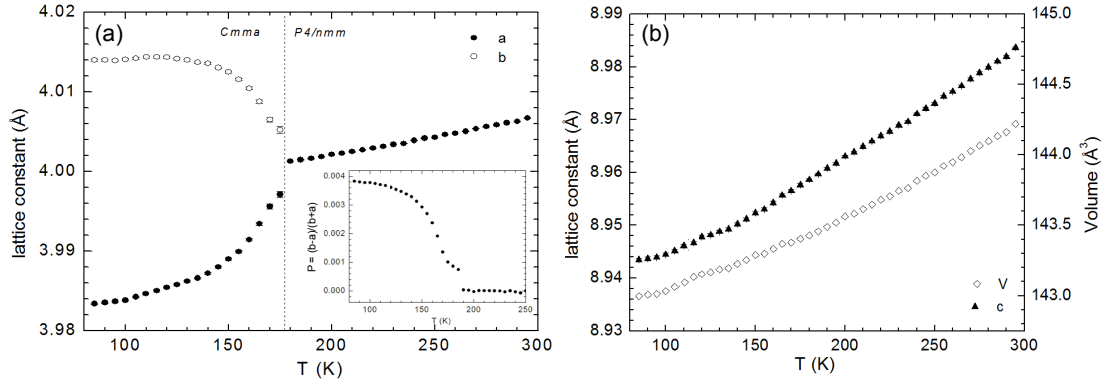 (a)
Cmma
P4/nmm
a
b
4.02
4.01
4.00
3.99
3.98
lattice constant (Å)
100
150
200
250
300
T (K)
0.004
0.003
0.002
0.001
0.000
P = (b-a)/(b+a)
100
150
200
250
T (K)
(b)
8.99
8.98
8.97
8.96
8.95
8.94
8.93
lattice constant (Å)
145.0
144.5
144.0
143.5
143.0
Volume (Å³)
V
c
100
150
200
250
300
T (K)